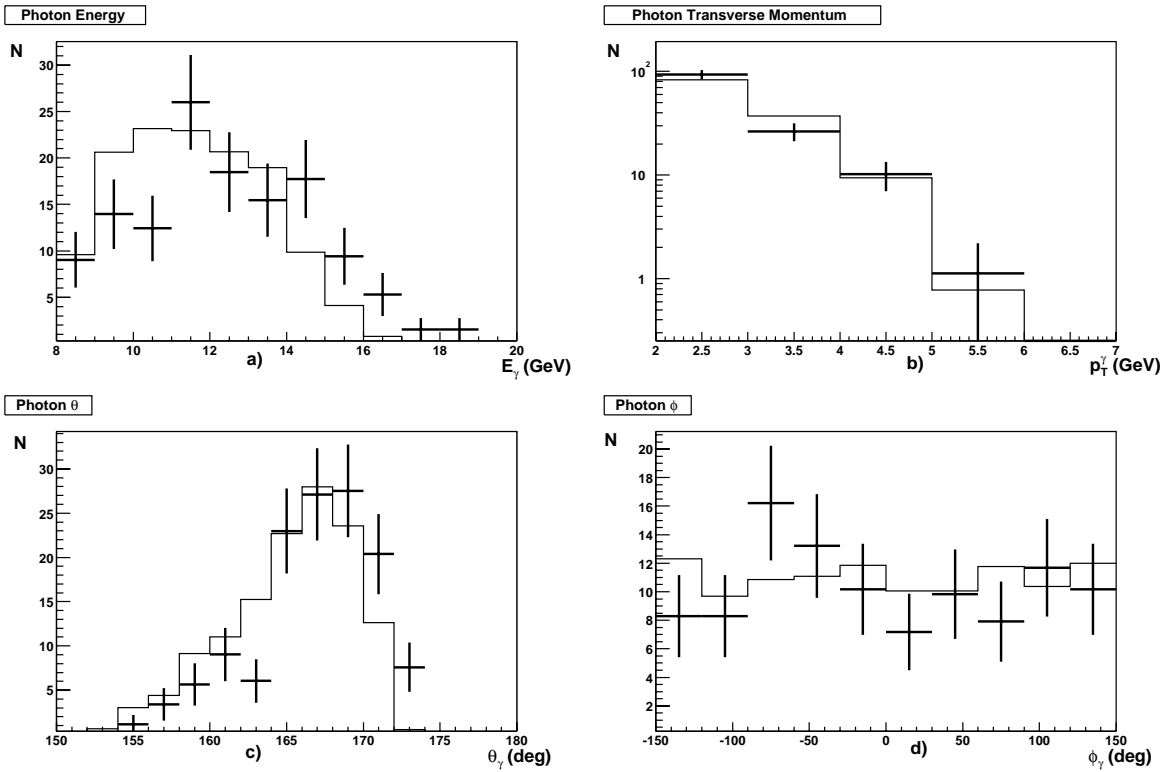 Photon Energy
N
30
25
20
15
10
5
8 10 12 14 16 18 20
a)
E_γ (GeV)
Photon Transverse Momentum
N
10²
10
1
2 2.5 3 3.5 4 4.5 5 5.5 6 6.5 7
b)
p_T^γ (GeV)
Photon θ
N
30
25
20
15
10
5
150 155 160 165 170 175 180
c)
θ_γ (deg)
Photon ϕ
N
20
18
16
14
12
10
8
6
4
2
-150 -100 -50 0 50 100 150
d)
ϕ_γ (deg)